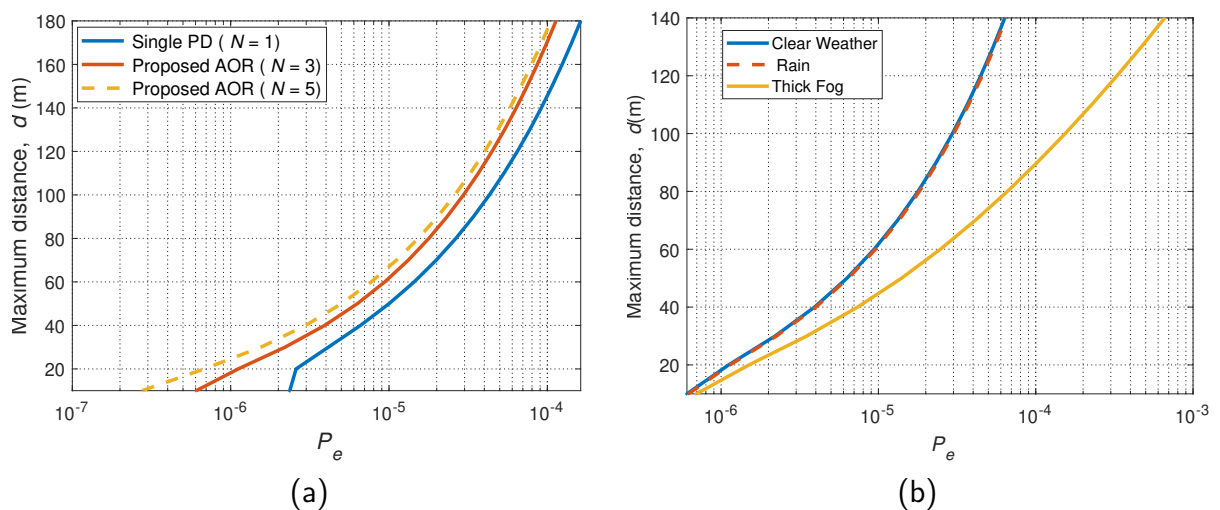 Maximum distance, d (m)
180
160
140
120
100
80
60
40
20
Single PD ( N = 1)
Proposed AOR ( N = 3)
Proposed AOR ( N = 5)
10-7
10-6
10-5
10-4
Pe
(a)
Maximum distance, d(m)
140
120
100
80
60
40
20
Clear Weather
Rain
Thick Fog
10-6
10-5
10-4
10-3
Pe
(b)